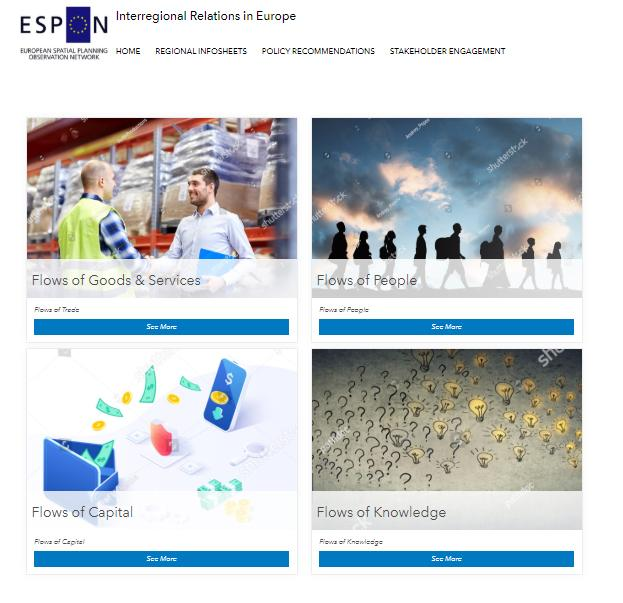 ESPON
EUROPEAN SPATIAL PLANNING
OBSERVATION NETWORK
Interregional Relations in Europe
HOME REGIONAL INFOSHEETS POLICY RECOMMENDATIONS STAKEHOLDER ENGAGEMENT
shutterstock
shutterstock
Flows of Goods & Services
Flows of People
Flows of Trade
Flows of People
See More
See More
Flows of Capital
Flows of Knowledge
Flows of Capital
Flows of Knowledge
See More
See More